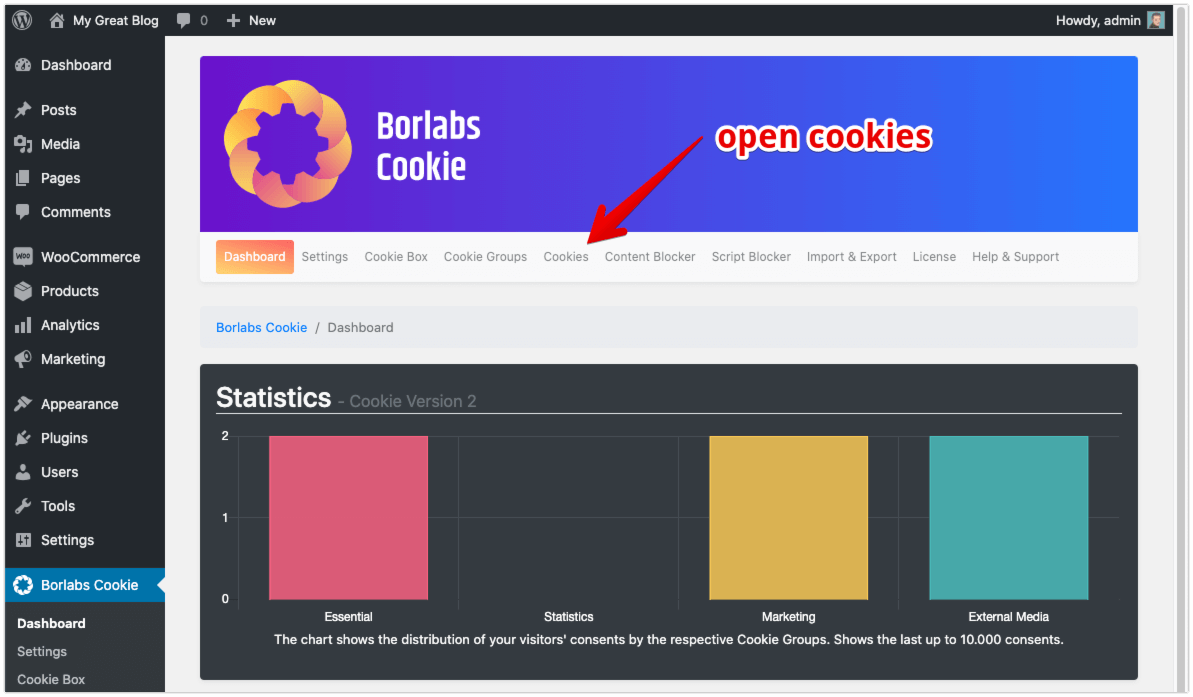 My Great Blog 0 New Howdy, admin
Dashboard
Posts
Media
Pages
Comments
WOO WooCommerce
Products
Analytics
Marketing
Appearance
Plugins
Users
Tools
Settings
Borlabs Cookie
Dashboard
Settings
Cookie Box
Borlabs
Cookie
open cookies
Dashboard Settings Cookie Box Cookie Groups Cookies Content Blocker Script Blocker Import & Export License Help & Support
Borlabs Cookie / Dashboard
Statistics - Cookie Version 2
2
1
0
Essential Statistics Marketing External Media
The chart shows the distribution of your visitors' consents by the respective Cookie Groups. Shows the last up to 10.000 consents.